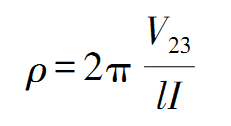 ρ = 2π V₂₃ / lI